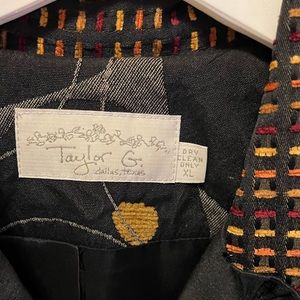 Taylor G.
dallas, texas
DRY
CLEAN
ONLY
XL